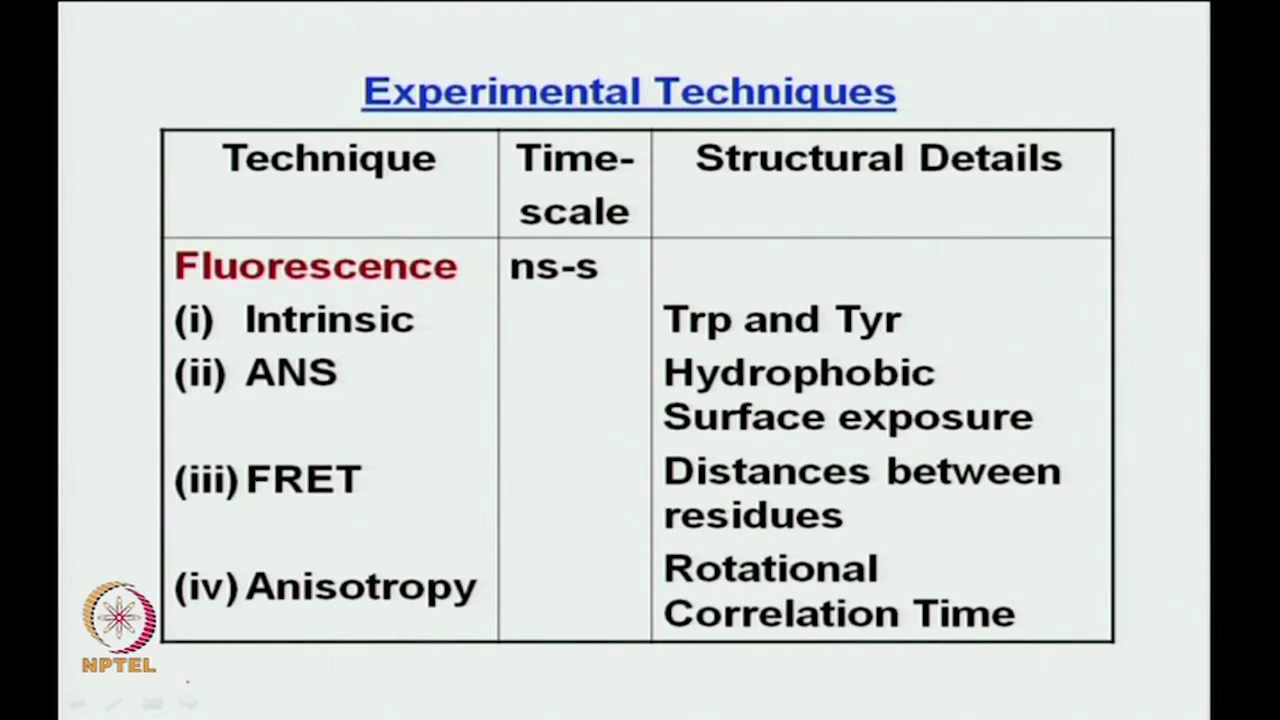 Experimental Techniques
Technique
Time-
scale
Structural Details
Fluorescence
ns-s
(i) Intrinsic
Trp and Tyr
(ii) ANS
Hydrophobic
Surface exposure
(iii) FRET
Distances between
residues
(iv) Anisotropy
Rotational
Correlation Time
NPTEL